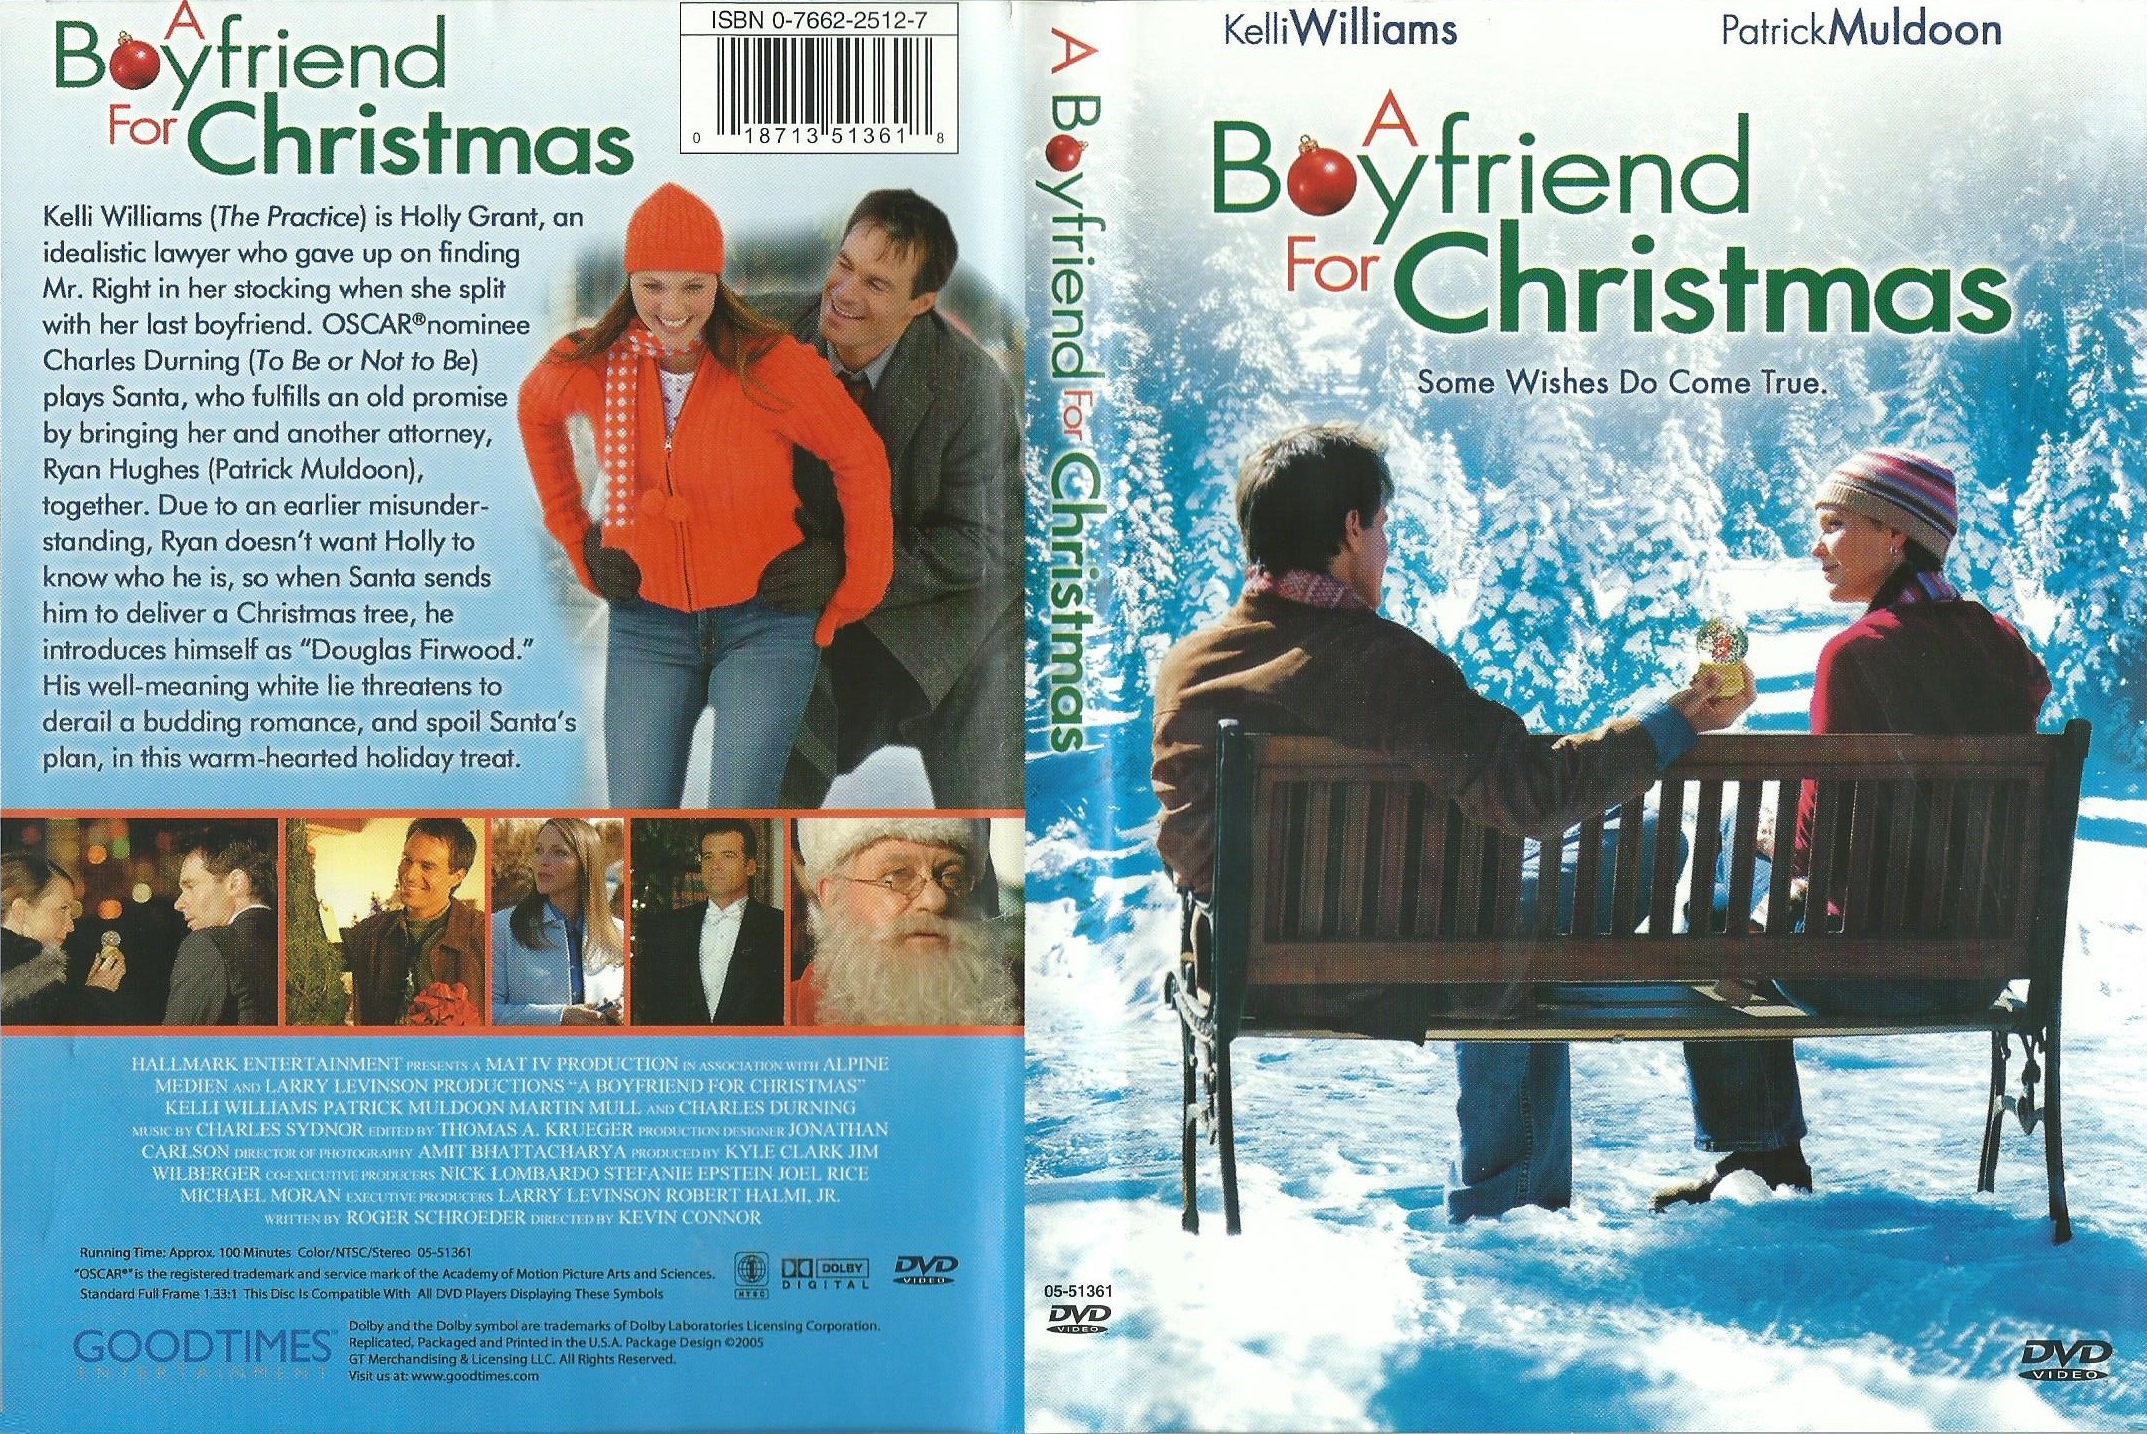 A
Boyfriend
For Christmas
ISBN 0-7662-2512-7
0 18713 51361 8
Kelli Williams (The Practice) is Holly Grant, an
idealistic lawyer who gave up on finding
Mr. Right in her stocking when she split
with her last boyfriend. OSCAR® nominee
Charles Durning (To Be or Not to Be)
plays Santa, who fulfills an old promise
by bringing her and another attorney,
Ryan Hughes (Patrick Muldoon),
together. Due to an earlier misunder-
standing, Ryan doesn't want Holly to
know who he is, so when Santa sends
him to deliver a Christmas tree, he
introduces himself as "Douglas Firwood."
His well-meaning white lie threatens to
derail a budding romance, and spoil Santa's
plan, in this warm-hearted holiday treat.
HALLMARK ENTERTAINMENT PRESENTS A MAT IV PRODUCTION IN ASSOCIATION WITH ALPINE
MEDIEN AND LARRY LEVINSON PRODUCTIONS "A BOYFRIEND FOR CHRISTMAS"
KELLI WILLIAMS PATRICK MULDOON MARTIN MULL AND CHARLES DURNING
MUSIC BY CHARLES SYDNOR EDITED BY THOMAS A. KRUEGER PRODUCTION DESIGNER JONATHAN
CARLSON DIRECTOR OF PHOTOGRAPHY AMIT BHATTACHARYA PRODUCED BY KYLE CLARK JIM
WILBERGER CO-EXECUTIVE PRODUCERS NICK LOMBARDO STEFANIE EPSTEIN JOEL RICE
MICHAEL MORAN EXECUTIVE PRODUCERS LARRY LEVINSON ROBERT HALMI, JR.
WRITTEN BY ROGER SCHROEDER DIRECTED BY KEVIN CONNOR
Running Time: Approx. 100 Minutes Color/NTSC/Stereo 05-51361
"OSCAR®" is the registered trademark and service mark of the Academy of Motion Picture Arts and Sciences.
Standard Full Frame 1.33:1 This Disc Is Compatible With All DVD Players Displaying These Symbols
1
NTSC
DOLBY
DIGITAL
DVD
VIDEO
GOODTIMES™
ENTERTAINMENT
Dolby and the Dolby symbol are trademarks of Dolby Laboratories Licensing Corporation.
Replicated, Packaged and Printed in the U.S.A. Package Design ©2005
GT Merchandising & Licensing LLC. All Rights Reserved.
Visit us at: www.goodtimes.com
A Boyfriend For Christmas
05-51361
DVD
VIDEO
Kelli Williams
Patrick Muldoon
A
Boyfriend
For Christmas
Some Wishes Do Come True.
DVD
VIDEO